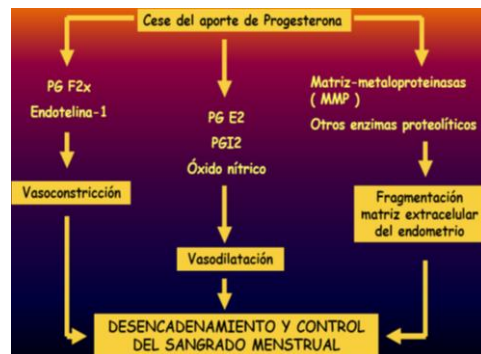 Cese del aporte de Progesterona
PG F2x
Endotelina-1
Vasoconstricción
PG E2
PGI2
Óxido nítrico
Vasodilatación
Matriz-metaloproteinasas
( MMP )
Otros enzimas proteolíticos
Fragmentación
matriz extracelular
del endometrio
DESENCADENAMIENTO Y CONTROL
DEL SANGRADO MENSTRUAL